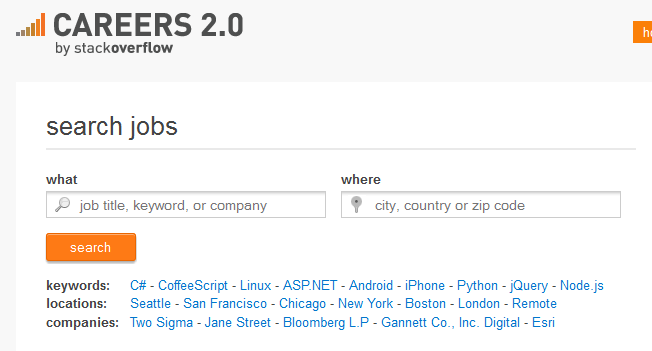 CAREERS 2.0
by stackoverflow
search jobs
what
where
job title, keyword, or company
city, country or zip code
search
keywords: C# - CoffeeScript - Linux - ASP.NET - Android - iPhone - Python - jQuery - Node.js
locations: Seattle - San Francisco - Chicago - New York - Boston - London - Remote
companies: Two Sigma - Jane Street - Bloomberg L.P - Gannett Co., Inc. Digital - Esri